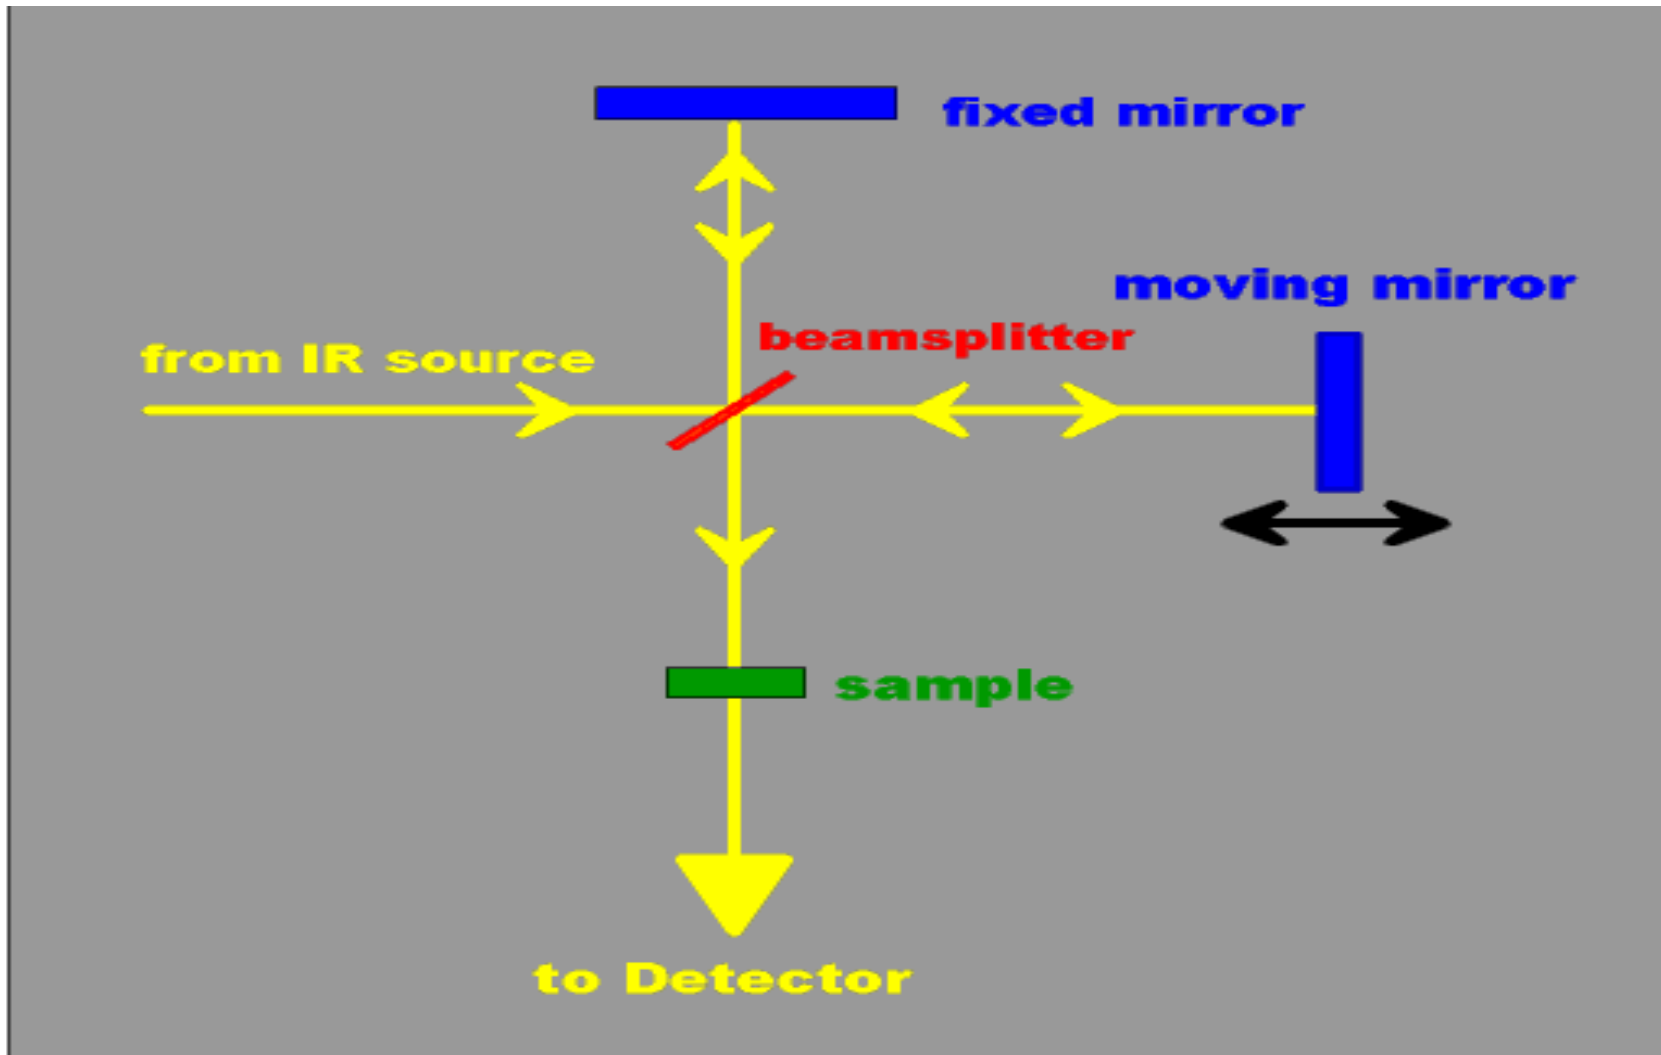 fixed mirror
moving mirror
beamsplitter
from IR source
sample
to Detector